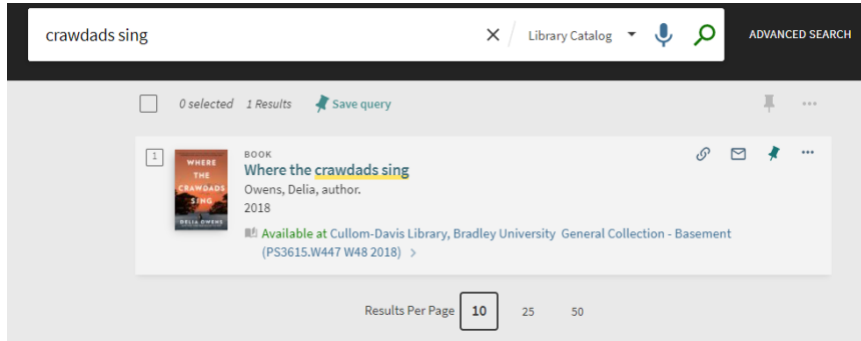 crawdads sing
Library Catalog
ADVANCED SEARCH
0 selected 1 Results Save query
1
BOOK
WHERE
THE
CRAWDADS
SING
DELIA OWENS
Where the crawdads sing
Owens, Delia, author.
2018
Available at Cullom-Davis Library, Bradley University General Collection - Basement
(PS3615.W447 W48 2018)
Results Per Page 10 25 50